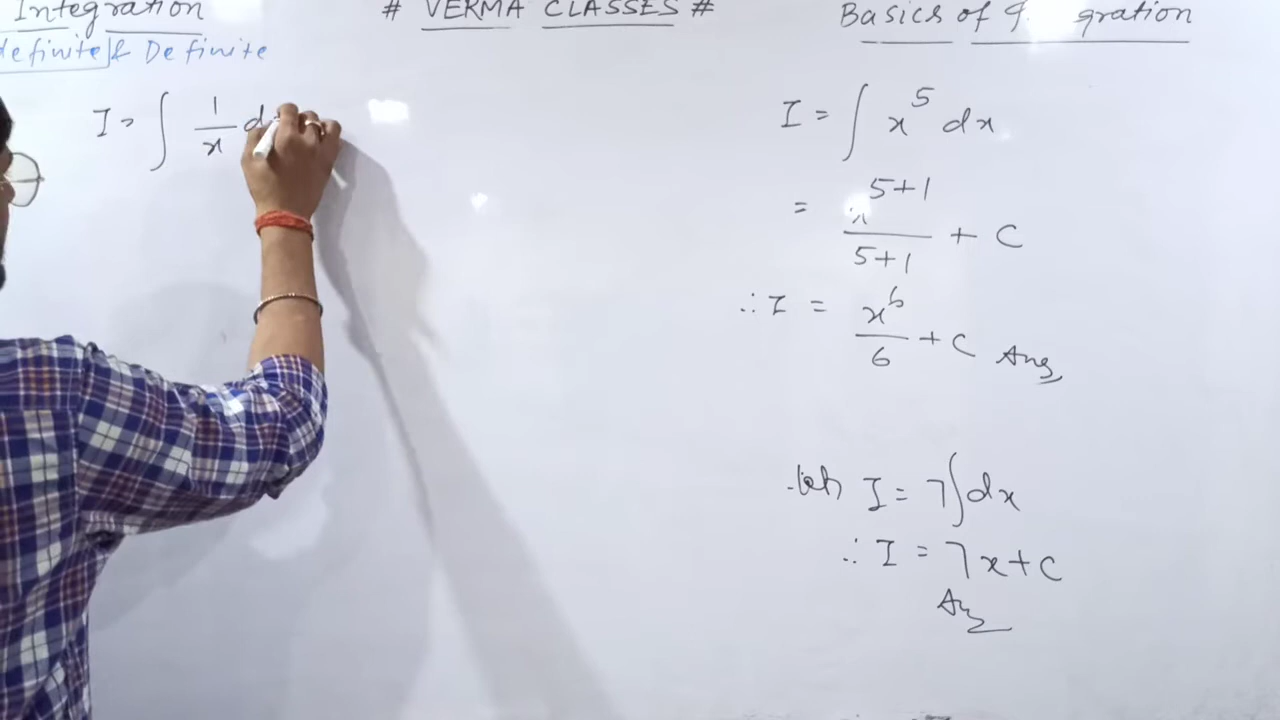 Integration
definite & Definite
# VERMA CLASSES #
Basics of gration
I = ∫ 1/x d
I = ∫ x^5 dx
= x^(5+1)/(5+1) + C
∴ I = x^6/6 + C Ans
I = 7∫dx
∴ I = 7x+c
Ans